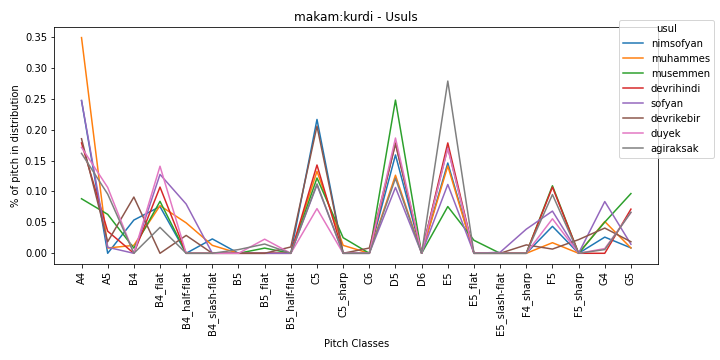 makam:kurdi - Usuls
usul
nimsofyan
muhammes
musemmen
devrihindi
sofyan
devrikebir
duyek
agiraksak
% of pitch in distribution
0.35
0.30
0.25
0.20
0.15
0.10
0.05
0.00
A4
A5
B4
B4_flat
B4_half-flat
B4_slash-flat
B5
B5_flat
B5_half-flat
C5
C5_sharp
C6
D5
D6
E5
E5_flat
E5_slash-flat
F4_sharp
F5
F5_sharp
G4
G5
Pitch Classes